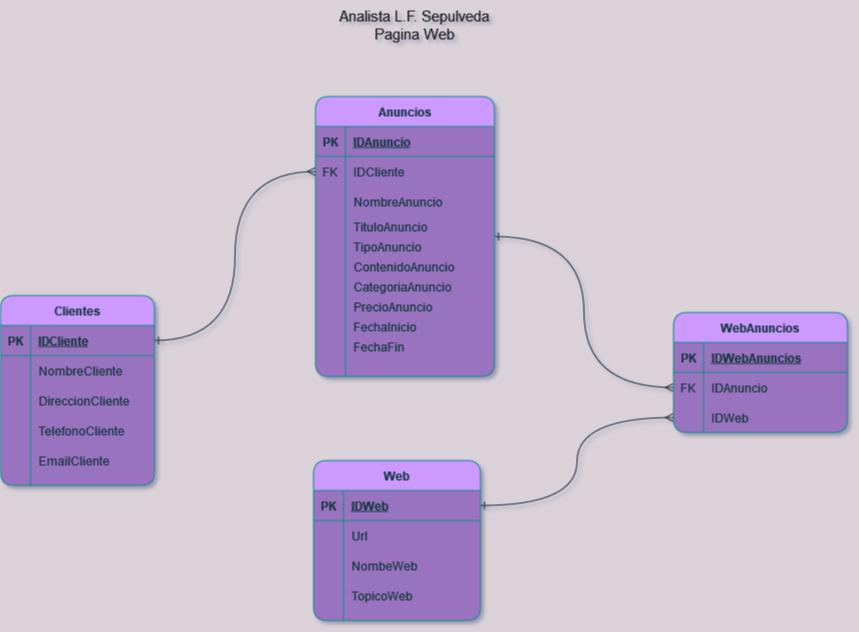 Analista L.F. Sepulveda
Pagina Web
Anuncios
PK IDAnuncio
FK IDCliente
NombreAnuncio
TituloAnuncio
TipoAnuncio
ContenidoAnuncio
CategoriaAnuncio
PrecioAnuncio
FechaInicio
FechaFin
Clientes
PK IDCliente
NombreCliente
DireccionCliente
TelefonoCliente
EmailCliente
WebAnuncios
PK IDWebAnuncios
FK IDAnuncio
IDWeb
Web
PK IDWeb
Url
NombeWeb
TopicoWeb